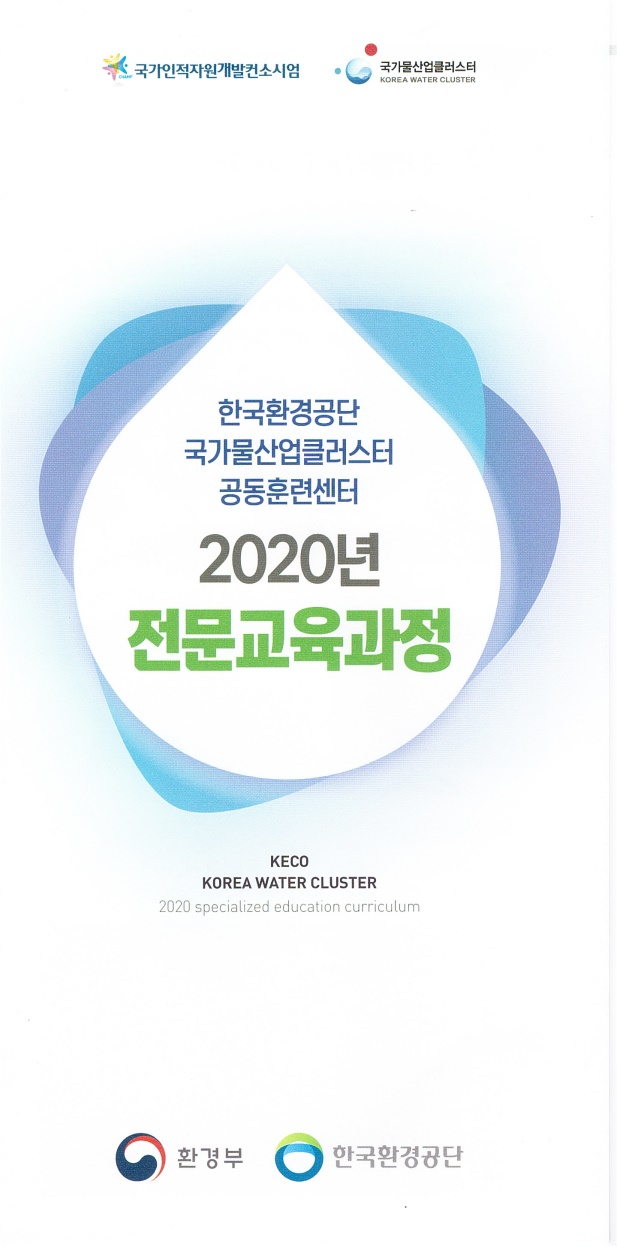 CHAMP
국가인적자원개발컨소시엄
국가물산업클러스터
KOREA WATER CLUSTER
한국환경공단
국가물산업클러스터
공동훈련센터
2020년
전문교육과정
KECO
KOREA WATER CLUSTER
2020 specialized education curriculum
환경부
한국환경공단